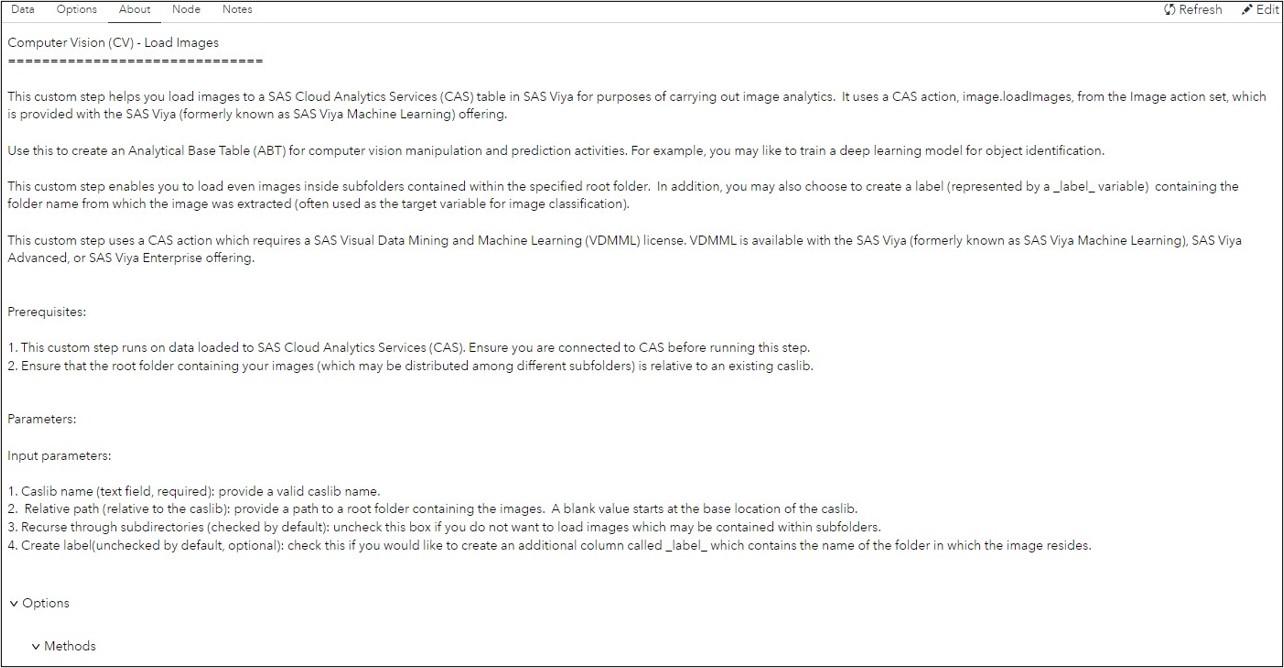 Data Options About Node Notes Refresh Edit
Computer Vision (CV) - Load Images
==============================
This custom step helps you load images to a SAS Cloud Analytics Services (CAS) table in SAS Viya for purposes of carrying out image analytics.  It uses a CAS action, image.loadImages, from the Image action set, which
is provided with the SAS Viya (formerly known as SAS Viya Machine Learning) offering.
Use this to create an Analytical Base Table (ABT) for computer vision manipulation and prediction activities. For example, you may like to train a deep learning model for object identification.
This custom step enables you to load even images inside subfolders contained within the specified root folder.  In addition, you may also choose to create a label (represented by a _label_ variable)  containing the
folder name from which the image was extracted (often used as the target variable for image classification).
This custom step uses a CAS action which requires a SAS Visual Data Mining and Machine Learning (VDMML) license. VDMML is available with the SAS Viya (formerly known as SAS Viya Machine Learning), SAS Viya
Advanced, or SAS Viya Enterprise offering.
Prerequisites:
1. This custom step runs on data loaded to SAS Cloud Analytics Services (CAS). Ensure you are connected to CAS before running this step.
2. Ensure that the root folder containing your images (which may be distributed among different subfolders) is relative to an existing caslib.
Parameters:
Input parameters:
1. Caslib name (text field, required): provide a valid caslib name.
2.  Relative path (relative to the caslib): provide a path to a root folder containing the images.  A blank value starts at the base location of the caslib.
3. Recurse through subdirectories (checked by default): uncheck this box if you do not want to load images which may be contained within subfolders.
4. Create label(unchecked by default, optional): check this if you would like to create an additional column called _label_ which contains the name of the folder in which the image resides.
Options
Methods